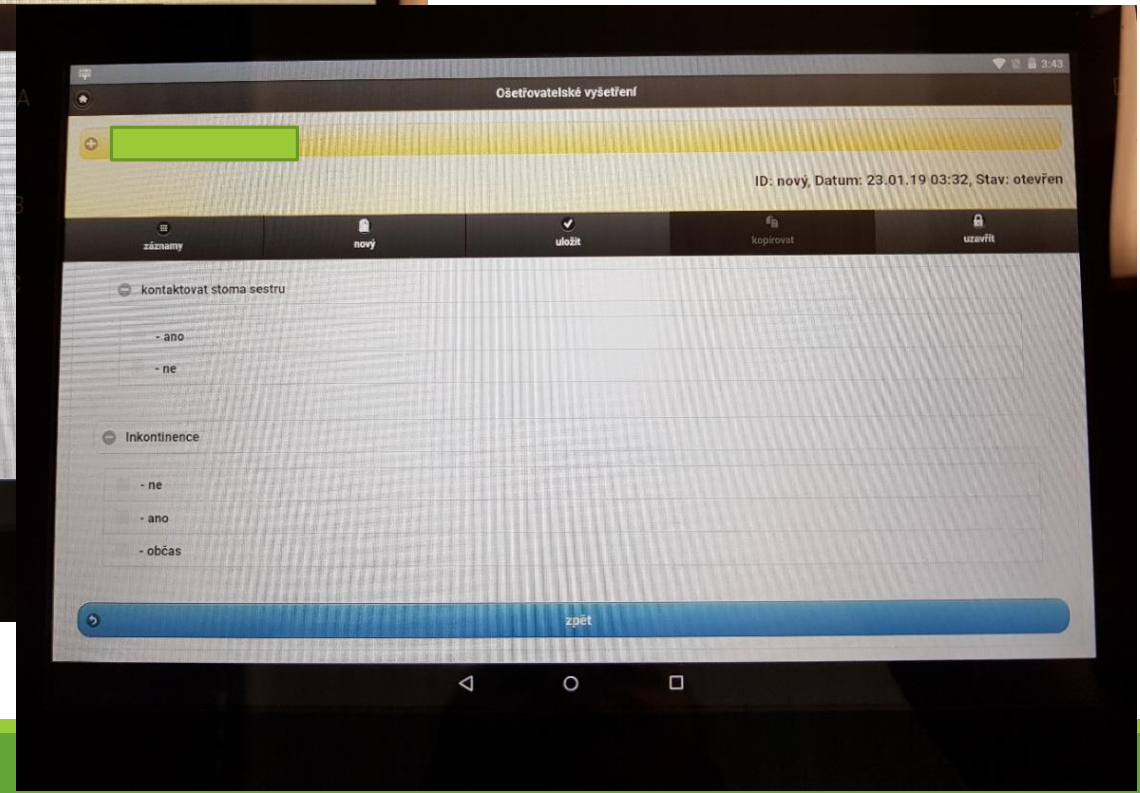 3:43
Ošetřovatelské vyšetření
ID: nový, Datum: 23.01.19 03:32, Stav: otevřen
záznamy nový uložit kopírovat uzavřít
kontaktovat stoma sestru
- ano
- ne
Inkontinence
- ne
- ano
- občas
zpět